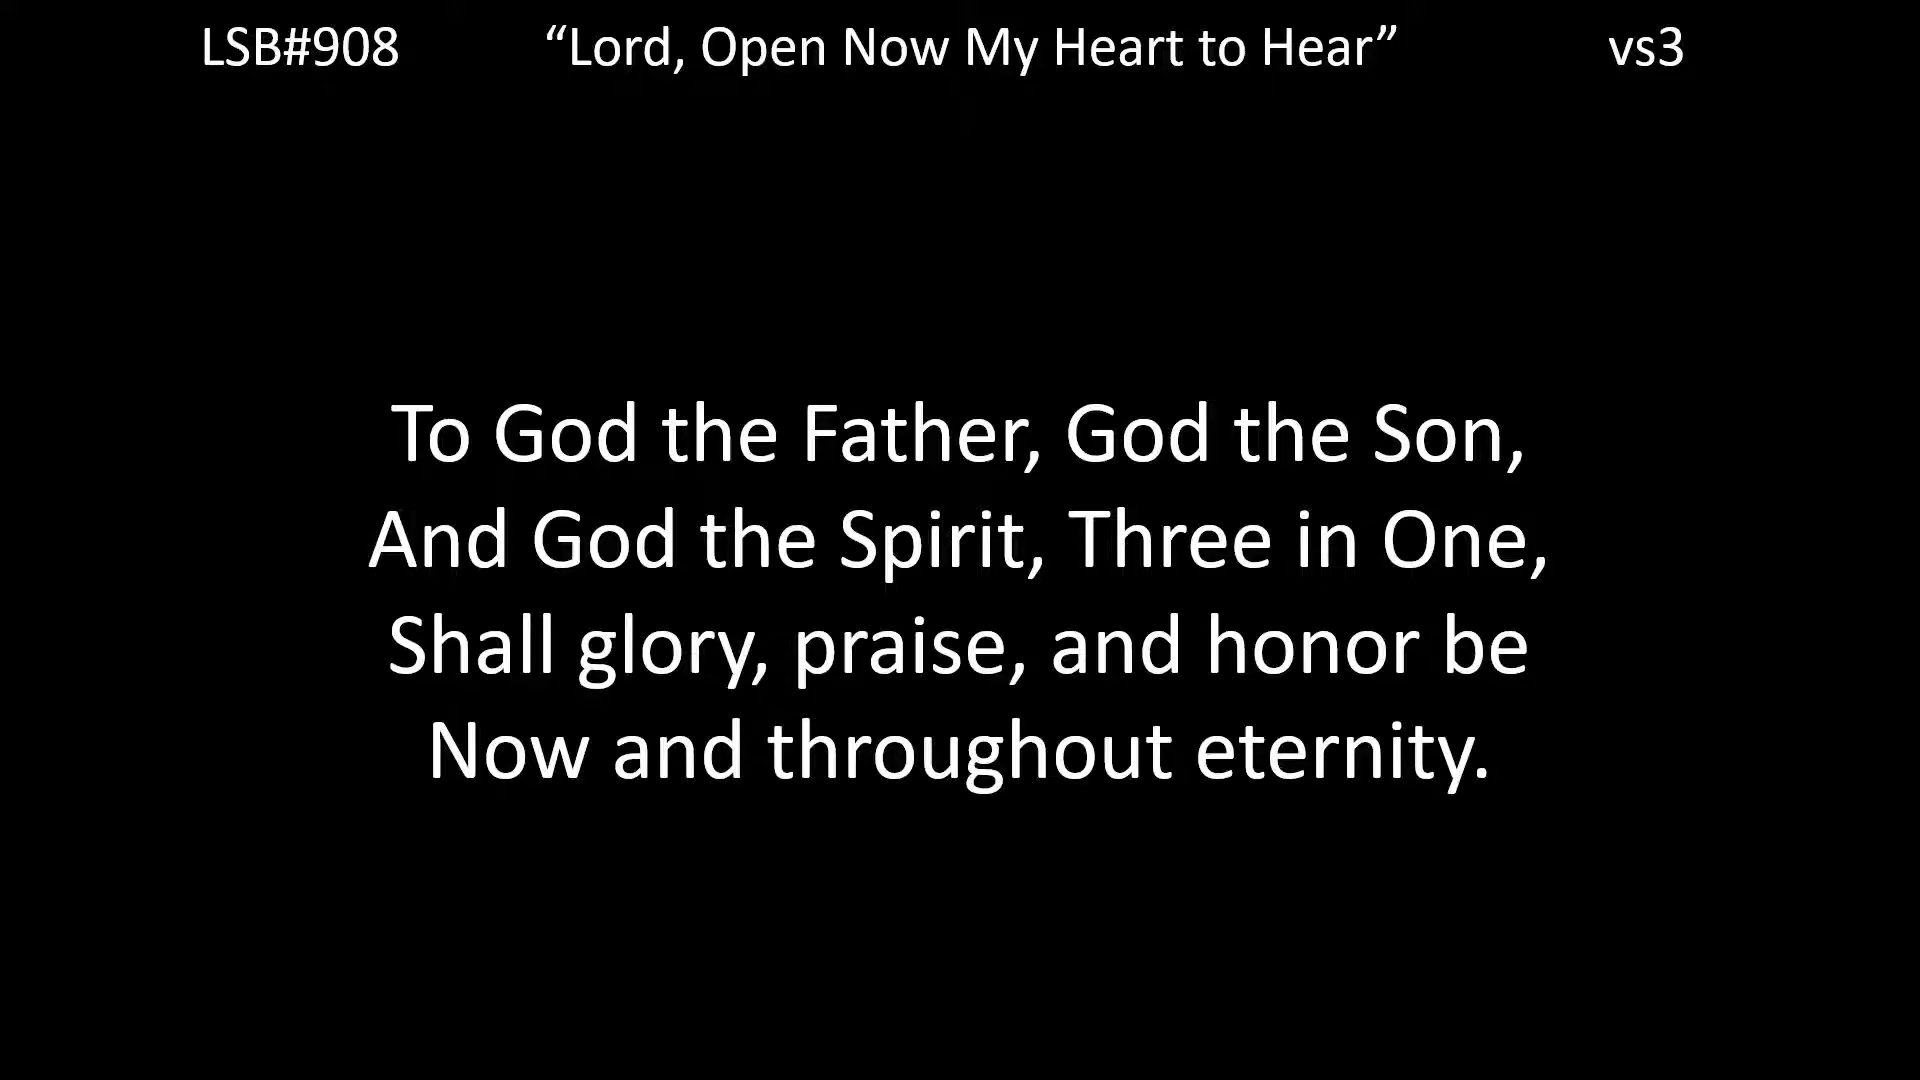 LSB#908 “Lord, Open Now My Heart to Hear” vs3
To God the Father, God the Son,
And God the Spirit, Three in One,
Shall glory, praise, and honor be
Now and throughout eternity.